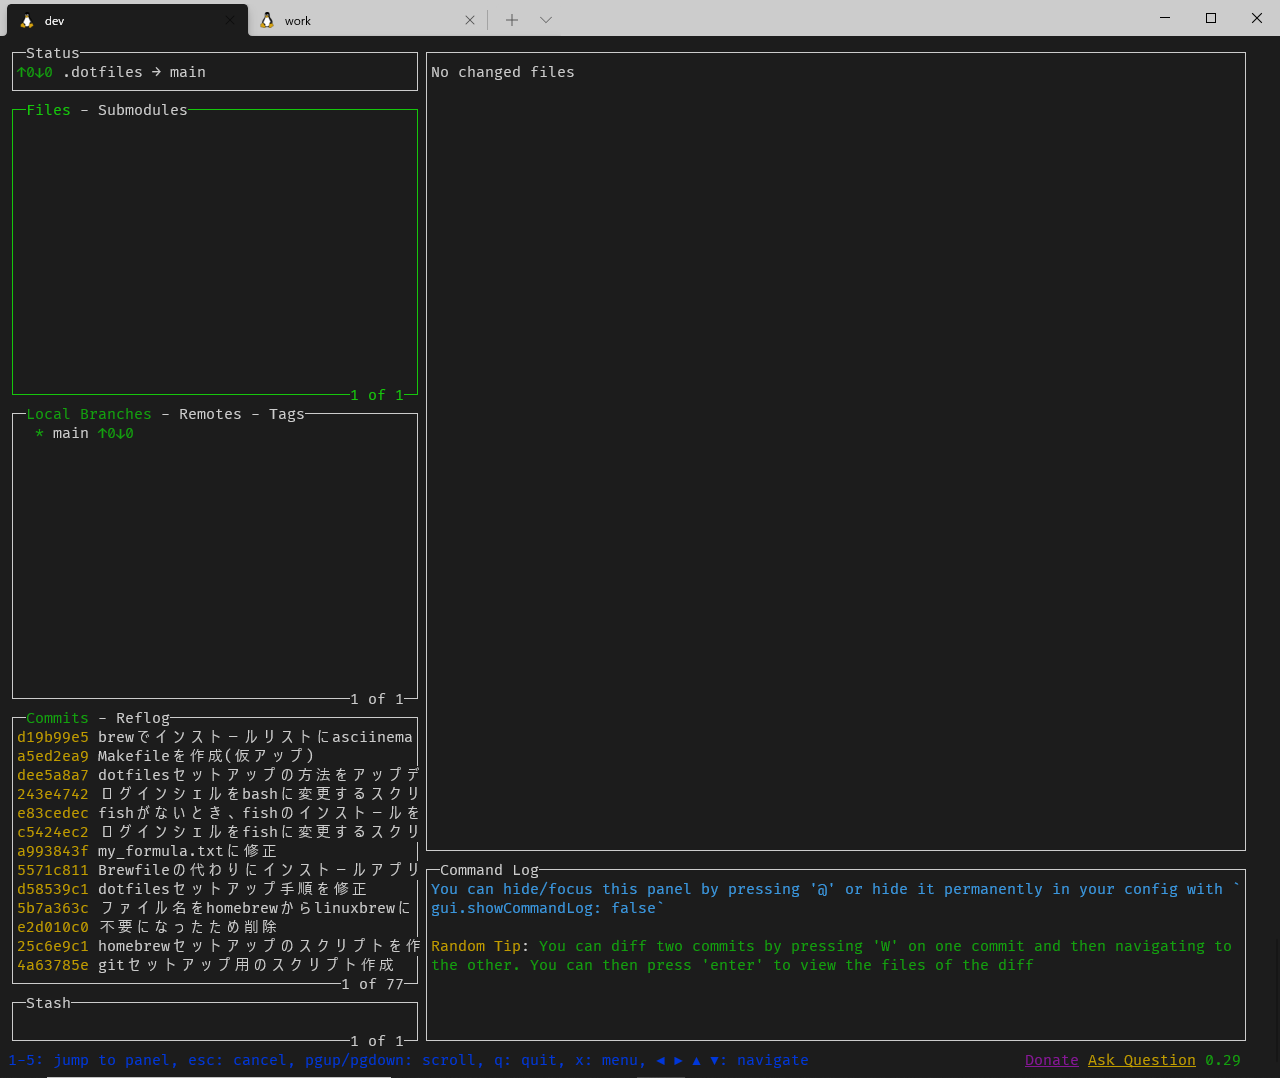 dev
work
Status
↑0↓0 .dotfiles → main
Files - Submodules
1 of 1
Local Branches - Remotes - Tags
* main ↑0↓0
1 of 1
Commits - Reflog
d19b99e5 brewでインストールリストにasciinema
a5ed2ea9 Makefileを作成(仮アップ)
dee5a8a7 dotfilesセットアップの方法をアップデ
243e4742 ログインシェルをbashに変更するスクリ
e83cedec fishがないとき、fishのインストールを
c5424ec2 ログインシェルをfishに変更するスクリ
a993843f my_formula.txtに修正
5571c811 Brewfileの代わりにインストールアプリ
d58539c1 dotfilesセットアップ手順を修正
5b7a363c ファイル名をhomebrewからlinuxbrewに
e2d010c0 不要になったため削除
25c6e9c1 homebrewセットアップのスクリプトを作
4a63785e gitセットアップ用のスクリプト作成
1 of 77
Stash
1 of 1
No changed files
Command Log
You can hide/focus this panel by pressing '@' or hide it permanently in your config with `
gui.showCommandLog: false`
Random Tip: You can diff two commits by pressing 'W' on one commit and then navigating to
the other. You can then press 'enter' to view the files of the diff
1-5: jump to panel, esc: cancel, pgup/pgdown: scroll, q: quit, x: menu, ◄ ► ▲ ▼: navigate
Donate Ask Question 0.29